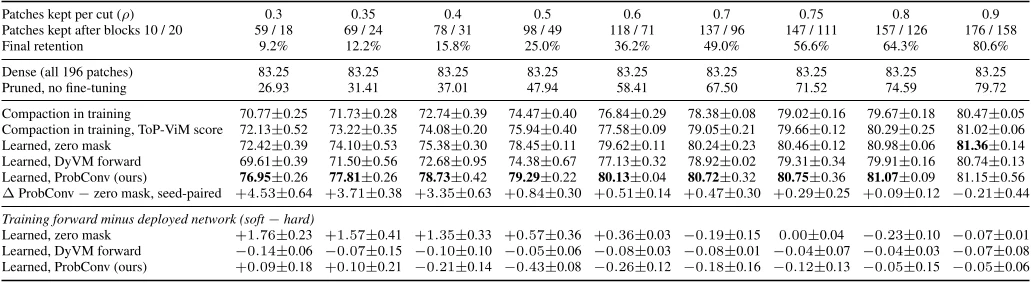 Patches kept per cut (ρ) 0.3 0.35 0.4 0.5 0.6 0.7 0.75 0.8 0.9
Patches kept after blocks 10 / 20 59 / 18 69 / 24 78 / 31 98 / 49 118 / 71 137 / 96 147 / 111 157 / 126 176 / 158
Final retention 9.2% 12.2% 15.8% 25.0% 36.2% 49.0% 56.6% 64.3% 80.6%
Dense (all 196 patches) 83.25 83.25 83.25 83.25 83.25 83.25 83.25 83.25 83.25
Pruned, no fine-tuning 26.93 31.41 37.01 47.94 58.41 67.50 71.52 74.59 79.72
Compaction in training 70.77±0.25 71.73±0.28 72.74±0.39 74.47±0.40 76.84±0.29 78.38±0.08 79.02±0.16 79.67±0.18 80.47±0.05
Compaction in training, ToP-ViM score 72.13±0.52 73.22±0.35 74.08±0.20 75.94±0.40 77.58±0.09 79.05±0.21 79.66±0.12 80.29±0.25 81.02±0.06
Learned, zero mask 72.42±0.39 74.10±0.53 75.38±0.30 78.45±0.11 79.62±0.11 80.24±0.23 80.46±0.12 80.98±0.06 81.36±0.14
Learned, DyVM forward 69.61±0.39 71.50±0.56 72.68±0.95 74.38±0.67 77.13±0.32 78.92±0.02 79.31±0.34 79.91±0.16 80.74±0.13
Learned, ProbConv (ours) 76.95±0.26 77.81±0.26 78.73±0.42 79.29±0.22 80.13±0.04 80.72±0.32 80.75±0.36 81.07±0.09 81.15±0.56
Δ ProbConv − zero mask, seed-paired +4.53±0.64 +3.71±0.38 +3.35±0.63 +0.84±0.30 +0.51±0.14 +0.47±0.30 +0.29±0.25 +0.09±0.12 −0.21±0.44
Training forward minus deployed network (soft − hard)
Learned, zero mask +1.76±0.23 +1.57±0.41 +1.35±0.33 +0.57±0.36 +0.36±0.03 −0.19±0.15 0.00±0.04 −0.23±0.10 −0.07±0.01
Learned, DyVM forward −0.14±0.06 −0.07±0.15 −0.10±0.10 −0.05±0.06 −0.08±0.03 −0.08±0.01 −0.04±0.07 −0.04±0.03 −0.07±0.08
Learned, ProbConv (ours) +0.09±0.18 +0.10±0.21 −0.21±0.14 −0.43±0.08 −0.26±0.12 −0.18±0.16 −0.12±0.13 −0.05±0.15 −0.05±0.06